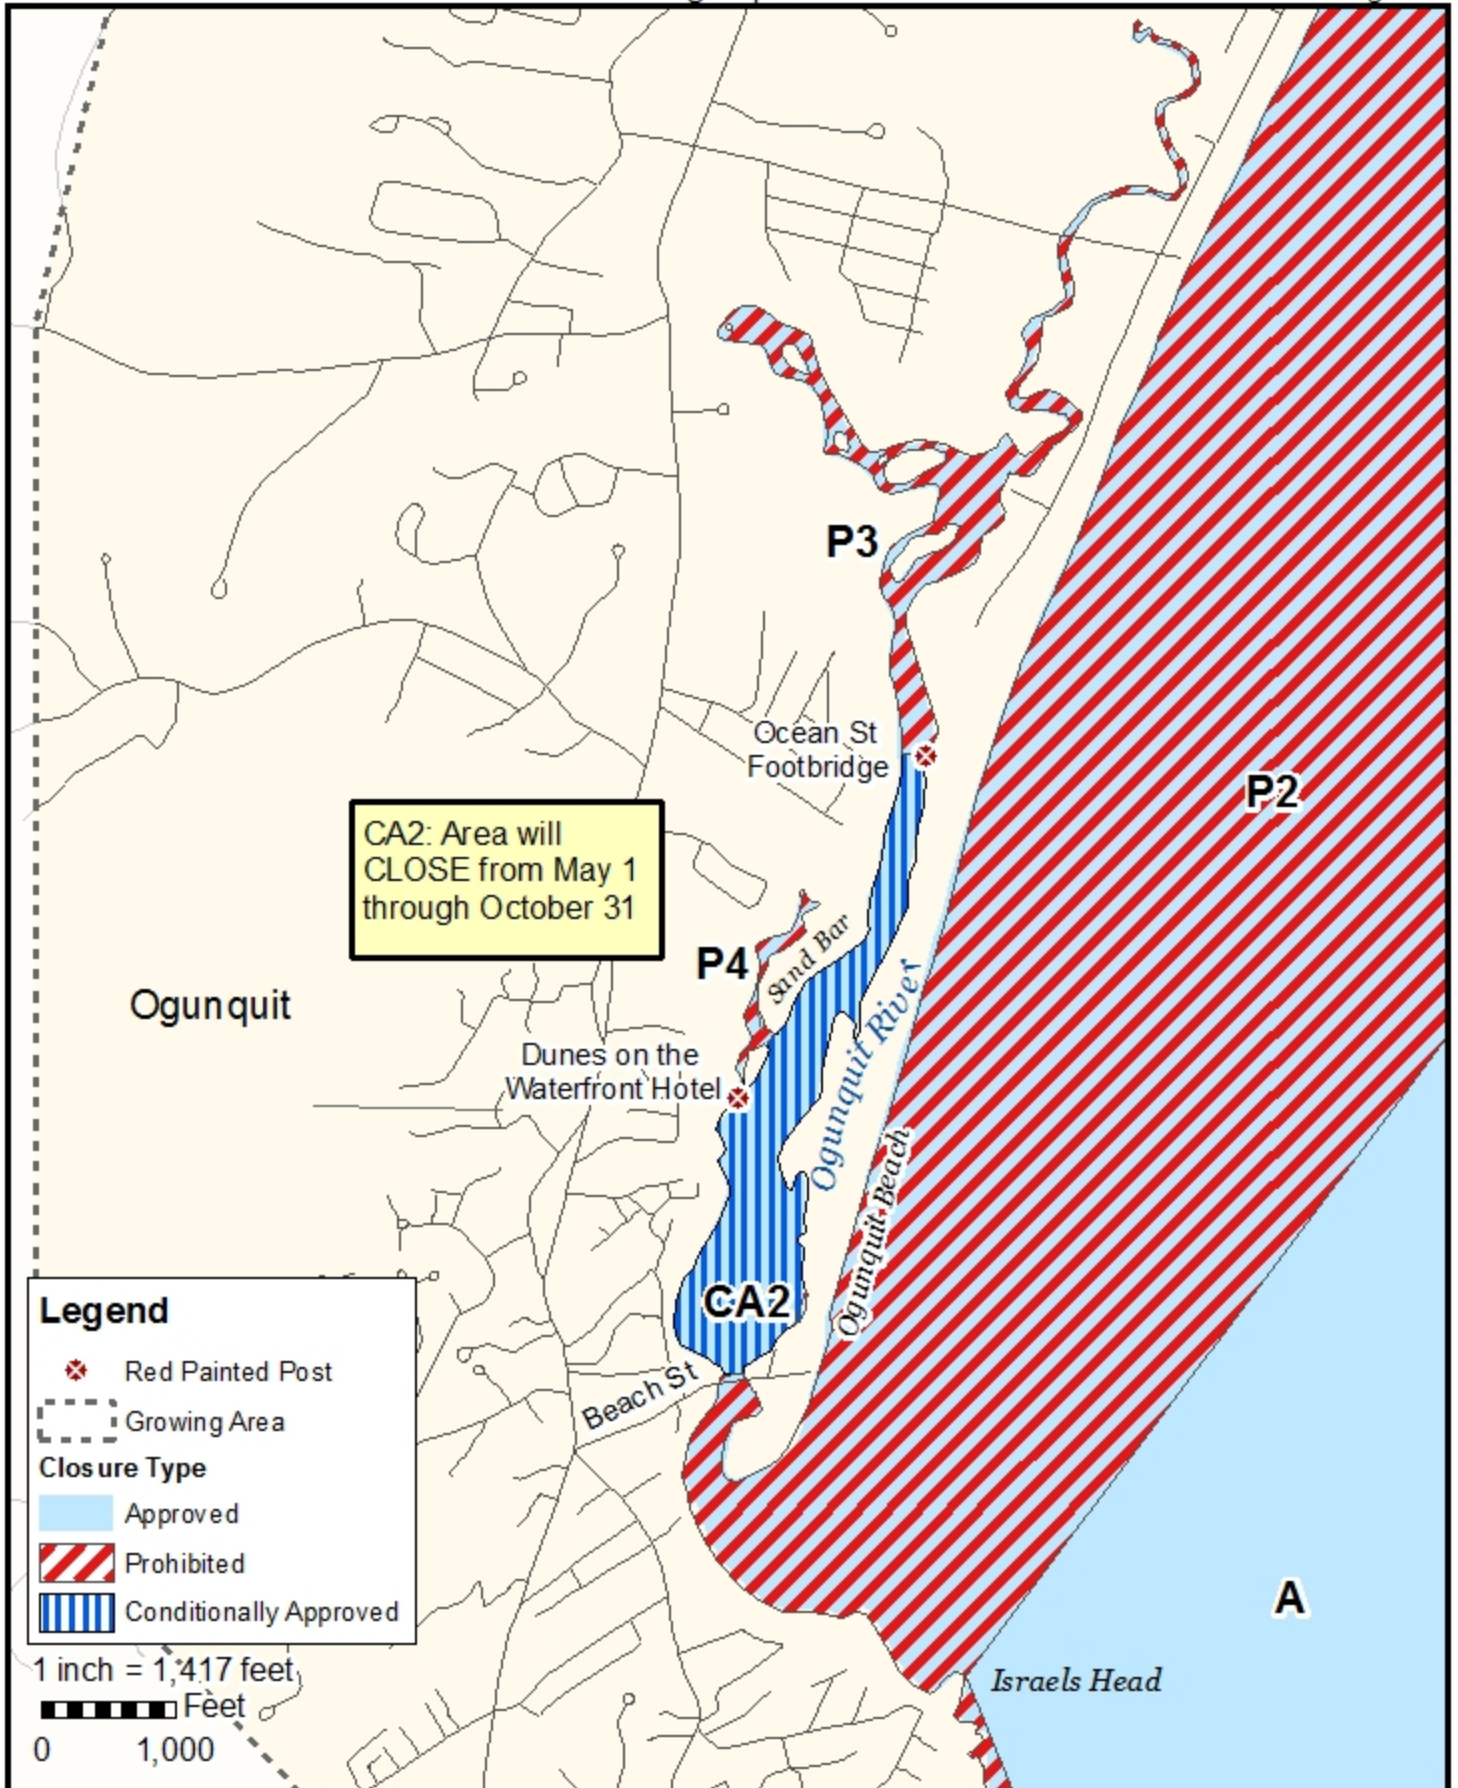 P3
Ocean St
Footbridge
P2
CA2: Area will
CLOSE from May 1
through October 31
P4
Sand Bar
Ogunquit
Ogunquit River
Dunes on the
Waterfront Hotel
Ogunquit Beach
CA2
Beach St
Legend
Red Painted Post
Growing Area
Closure Type
Approved
Prohibited
Conditionally Approved
A
1 inch = 1,417 feet
Israels Head
Feet
0 1,000